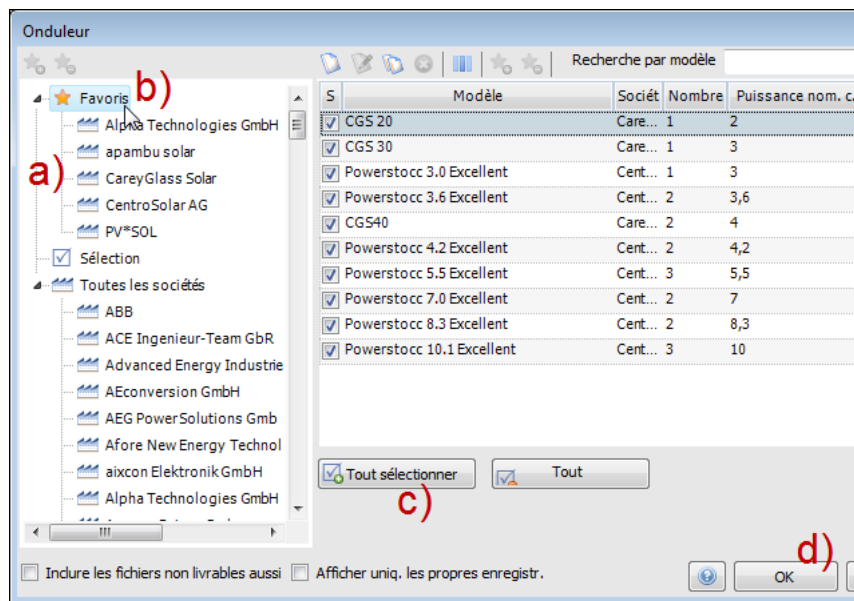 Onduleur
Recherche par modèle
Favoris
b)
Alpha Technologies GmbH
apambu solar
a)
CareyGlass Solar
CentroSolar AG
PV*SOL
Sélection
Toutes les sociétés
ABB
ACE Ingenieur-Team GbR
Advanced Energy Industrie
AEconversion GmbH
AEG PowerSolutions Gmb
Afore New Energy Technol
aixcon Elektronik GmbH
Alpha Technologies GmbH
S Modèle Sociét Nombre Puissance nom. c.
CGS 20 Care... 1 2
CGS 30 Care... 1 3
Powerstocc 3.0 Excellent Cent... 1 3
Powerstocc 3.6 Excellent Cent... 2 3,6
CGS40 Care... 2 4
Powerstocc 4.2 Excellent Cent... 2 4,2
Powerstocc 5.5 Excellent Cent... 3 5,5
Powerstocc 7.0 Excellent Cent... 2 7
Powerstocc 8.3 Excellent Cent... 2 8,3
Powerstocc 10.1 Excellent Cent... 3 10
Tout sélectionner Tout
c)
d)
Inclure les fichiers non livrables aussi Afficher uniq. les propres enregistr. OK